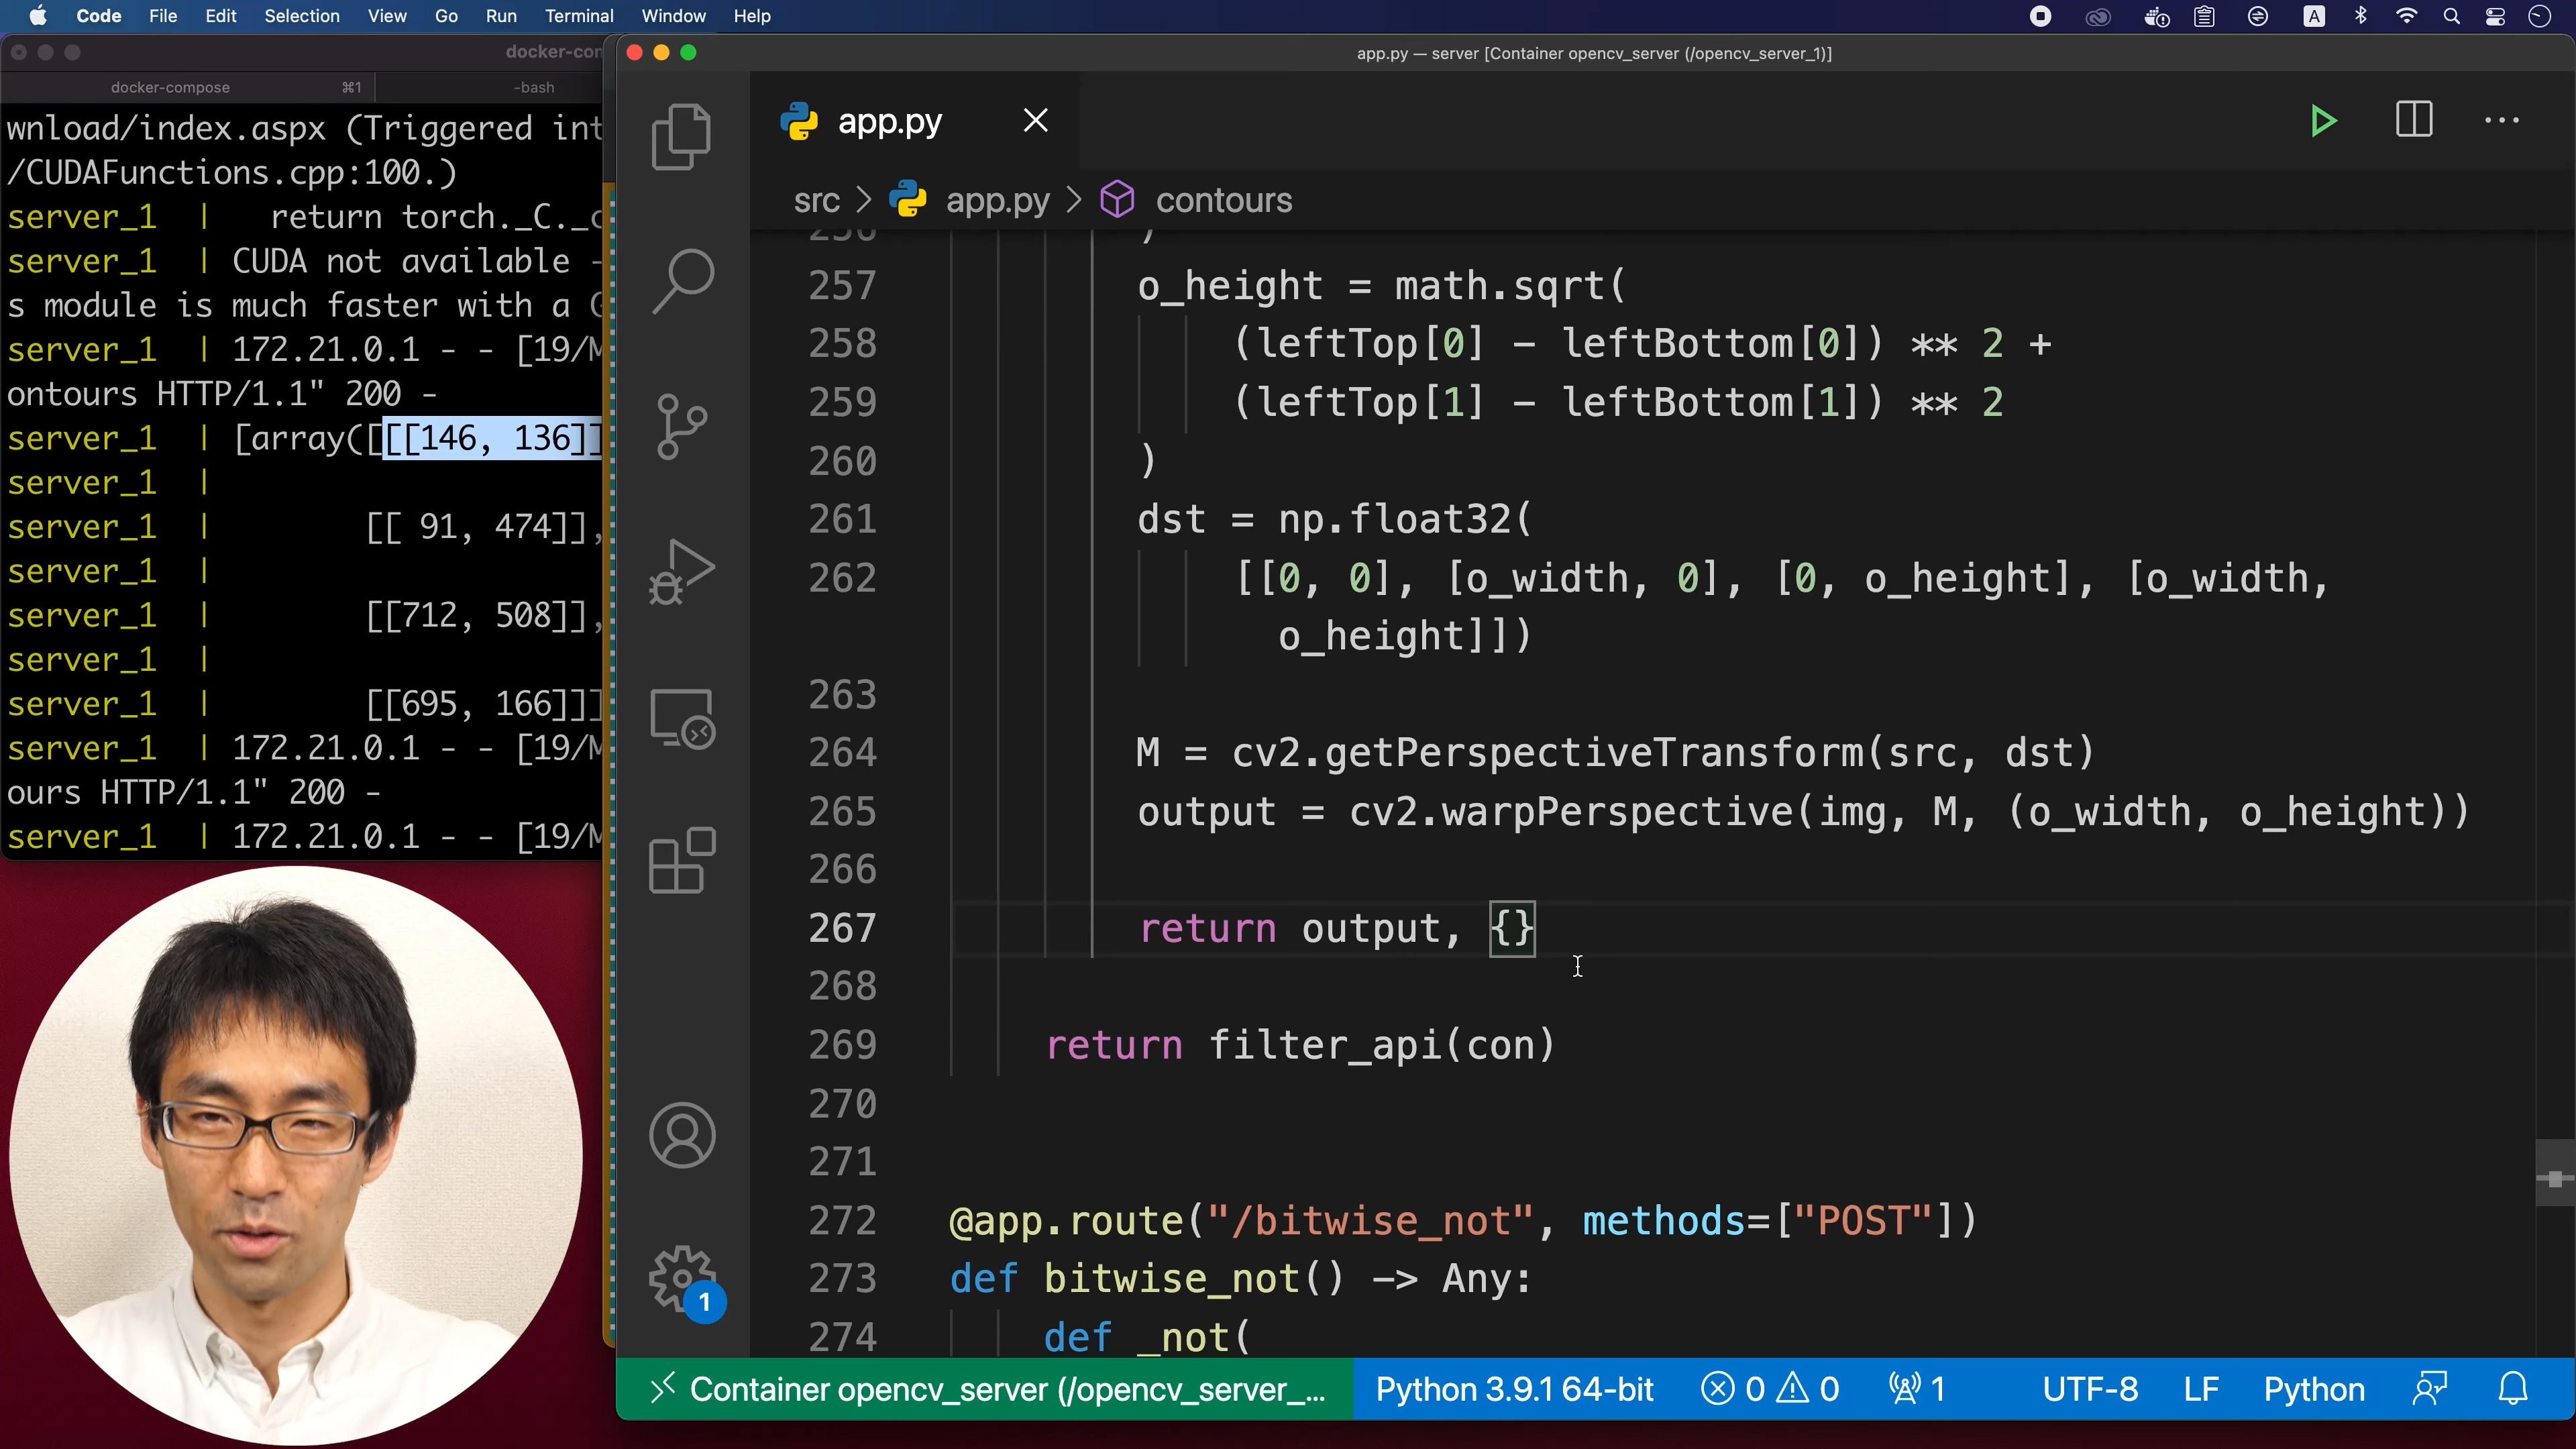 Code File Edit Selection View Go Run Terminal Window Help
A
docker-com
docker-compose ⌘1 -bash
wnload/index.aspx (Triggered int
/CUDAFunctions.cpp:100.)
server_1 | return torch._C._c
server_1 | CUDA not available -
s module is much faster with a G
server_1 | 172.21.0.1 - - [19/M
ontours HTTP/1.1" 200 -
server_1 | [array([[[146, 136]]
server_1 |
server_1 | [[ 91, 474]],
server_1 |
server_1 | [[712, 508]],
server_1 |
server_1 | [[695, 166]]]
server_1 | 172.21.0.1 - - [19/M
ours HTTP/1.1" 200 -
server_1 | 172.21.0.1 - - [19/M
app.py — server [Container opencv_server (/opencv_server_1)]
app.py
src > app.py > contours
256 )
257 o_height = math.sqrt(
258 (leftTop[0] - leftBottom[0]) ** 2 +
259 (leftTop[1] - leftBottom[1]) ** 2
260 )
261 dst = np.float32(
262 [[0, 0], [o_width, 0], [0, o_height], [o_width,
o_height]])
263
264 M = cv2.getPerspectiveTransform(src, dst)
265 output = cv2.warpPerspective(img, M, (o_width, o_height))
266
267 return output, {}
268
269 return filter_api(con)
270
271
272 @app.route("/bitwise_not", methods=["POST"])
273 def bitwise_not() -> Any:
274 def _not(
1
Container opencv_server (/opencv_server_... Python 3.9.1 64-bit 0 0 1 UTF-8 LF Python